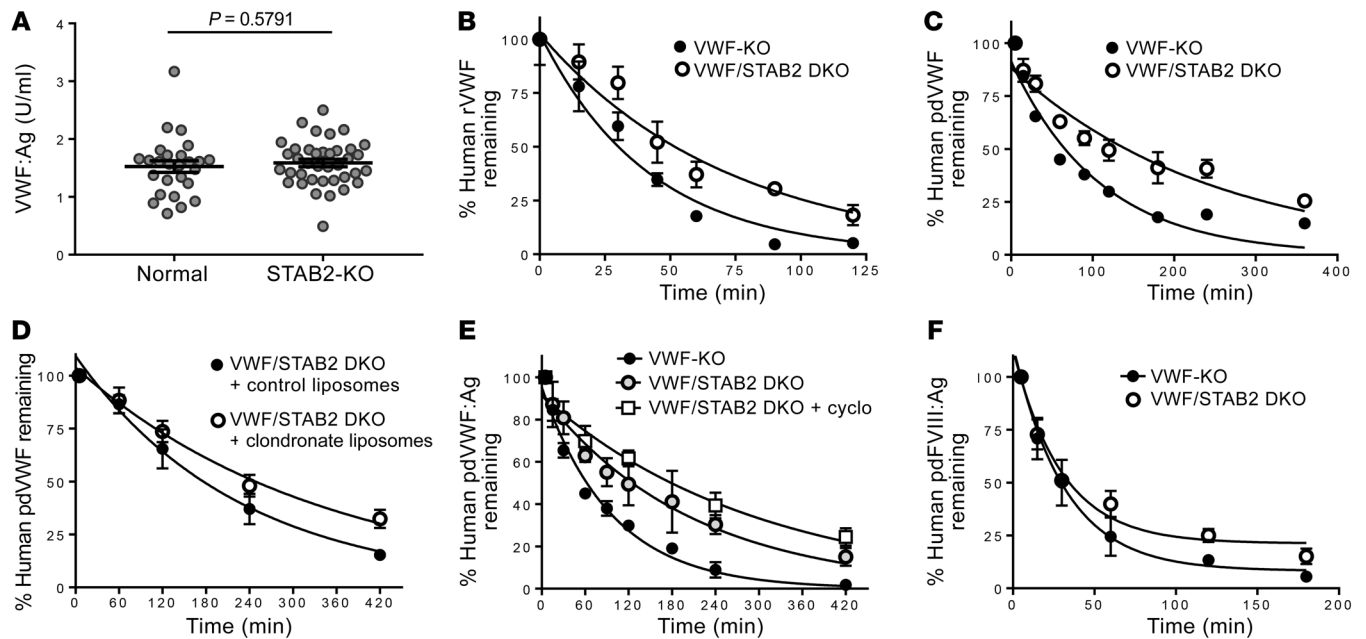 A
P = 0.5791
VWF:Ag (U/ml)
4
3
2
1
0
Normal
STAB2-KO
B
% Human rVWF
remaining
100
75
50
25
0
VWF-KO
VWF/STAB2 DKO
0 25 50 75 100 125
Time (min)
C
% Human pdVWF
remaining
100
75
50
25
0
VWF-KO
VWF/STAB2 DKO
0 100 200 300 400
Time (min)
D
% Human pdVWF remaining
100
75
50
25
0
VWF/STAB2 DKO
+ control liposomes
VWF/STAB2 DKO
+ clondronate liposomes
0 60 120 180 240 300 360 420
Time (min)
E
% Human pdVWF:Ag
remaining
100
80
60
40
20
0
VWF-KO
VWF/STAB2 DKO
VWF/STAB2 DKO + cyclo
0 60 120 180 240 300 360 420
Time (min)
F
% Human pdFVIII:Ag
remaining
100
75
50
25
0
VWF-KO
VWF/STAB2 DKO
0 50 100 150 200
Time (min)